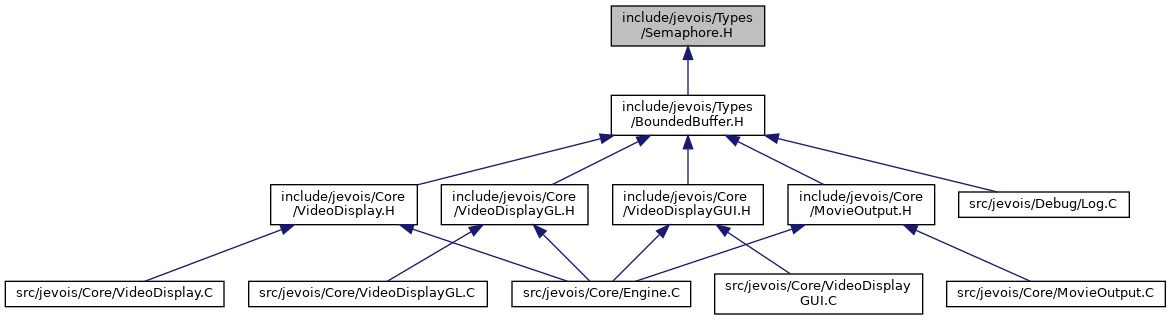 include/jevois/Types
/Semaphore.H
include/jevois/Types
/BoundedBuffer.H
include/jevois/Core
/VideoDisplay.H
include/jevois/Core
/VideoDisplayGL.H
include/jevois/Core
/VideoDisplayGUI.H
include/jevois/Core
/MovieOutput.H
src/jevois/Debug/Log.C
src/jevois/Core/VideoDisplay.C
src/jevois/Core/VideoDisplayGL.C
src/jevois/Core/Engine.C
src/jevois/Core/VideoDisplay
GUI.C
src/jevois/Core/MovieOutput.C